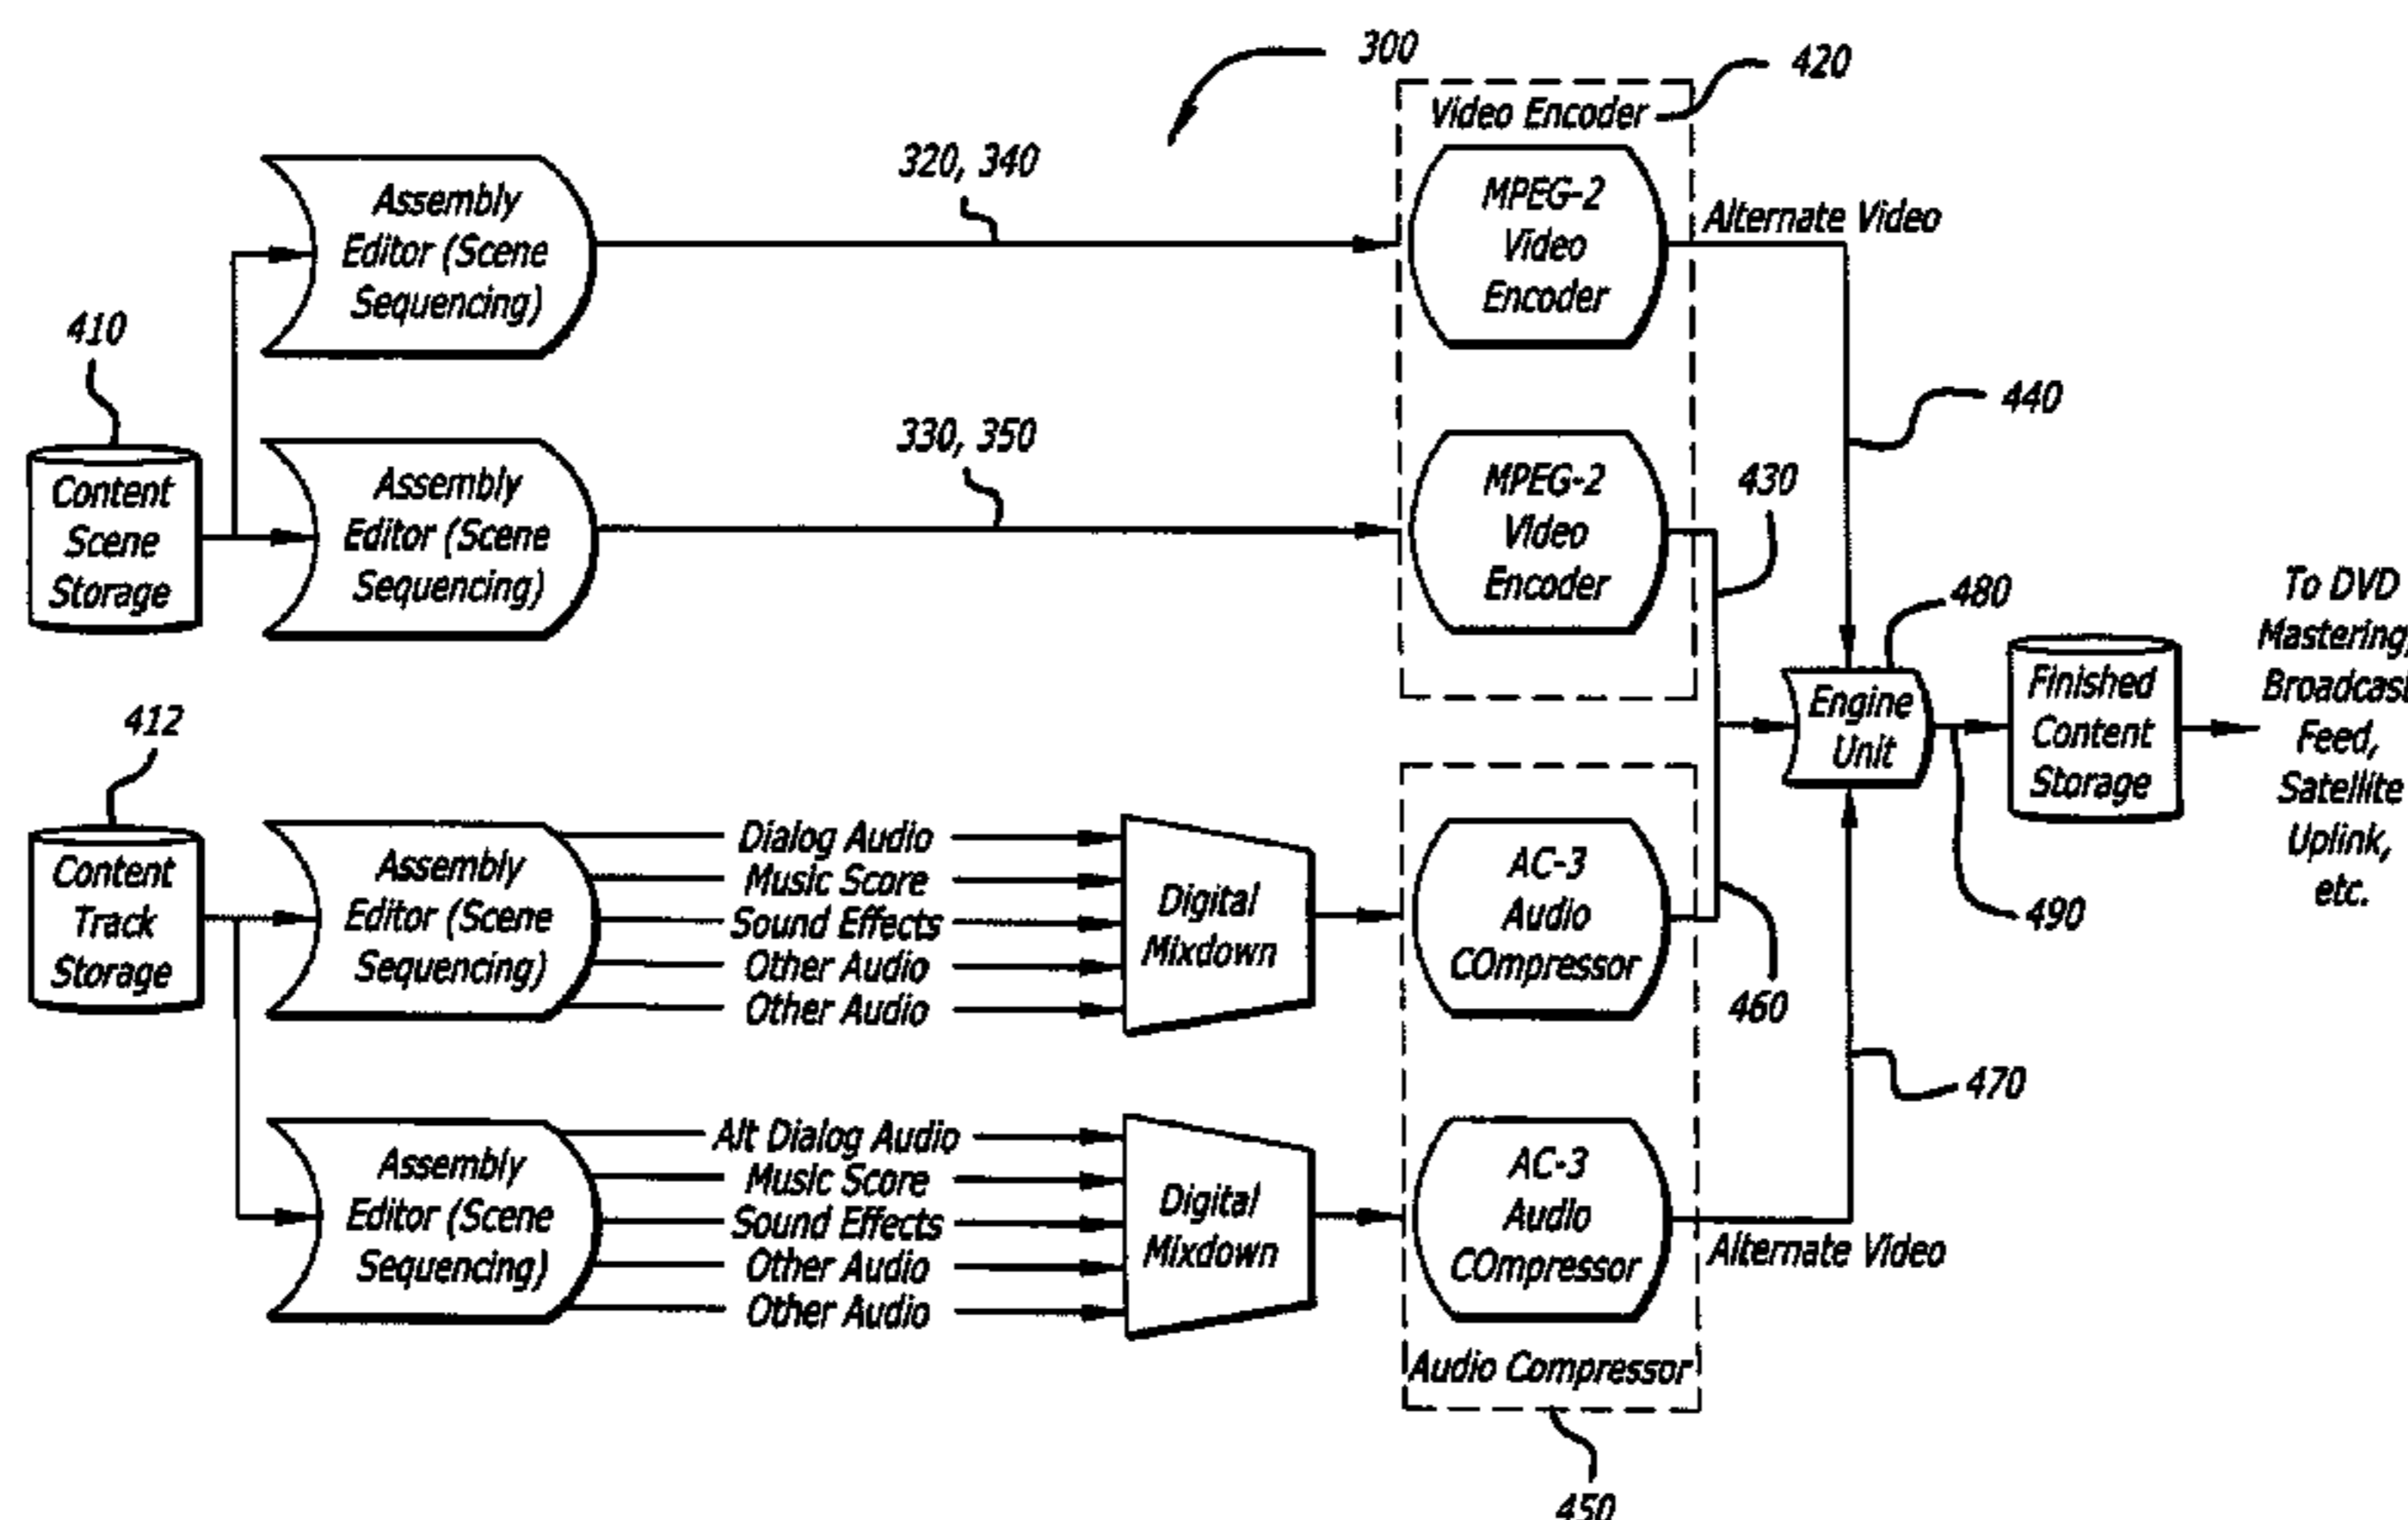 300
420
Video Encoder
320, 340
Assembly
Editor (Scene
Sequencing)
MPEG-2
Video
Encoder
Alternate Video
410
440
330, 350
Content
Scene
Storage
Assembly
Editor (Scene
Sequencing)
MPEG-2
Video
Encoder
430
480
To DVD
Mastering,
Broadcast
Feed,
Satellite
Uplink,
etc.
Engine
Unit
Finished
Content
Storage
412
490
Content
Track
Storage
Assembly
Editor (Scene
Sequencing)
Dialog Audio
Music Score
Sound Effects
Other Audio
Other Audio
Digital
Mixdown
AC-3
Audio
COmpressor
460
470
Assembly
Editor (Scene
Sequencing)
Alt Dialog Audio
Music Score
Sound Effects
Other Audio
Other Audio
Digital
Mixdown
AC-3
Audio
COmpressor
Alternate Video
Audio Compressor
450